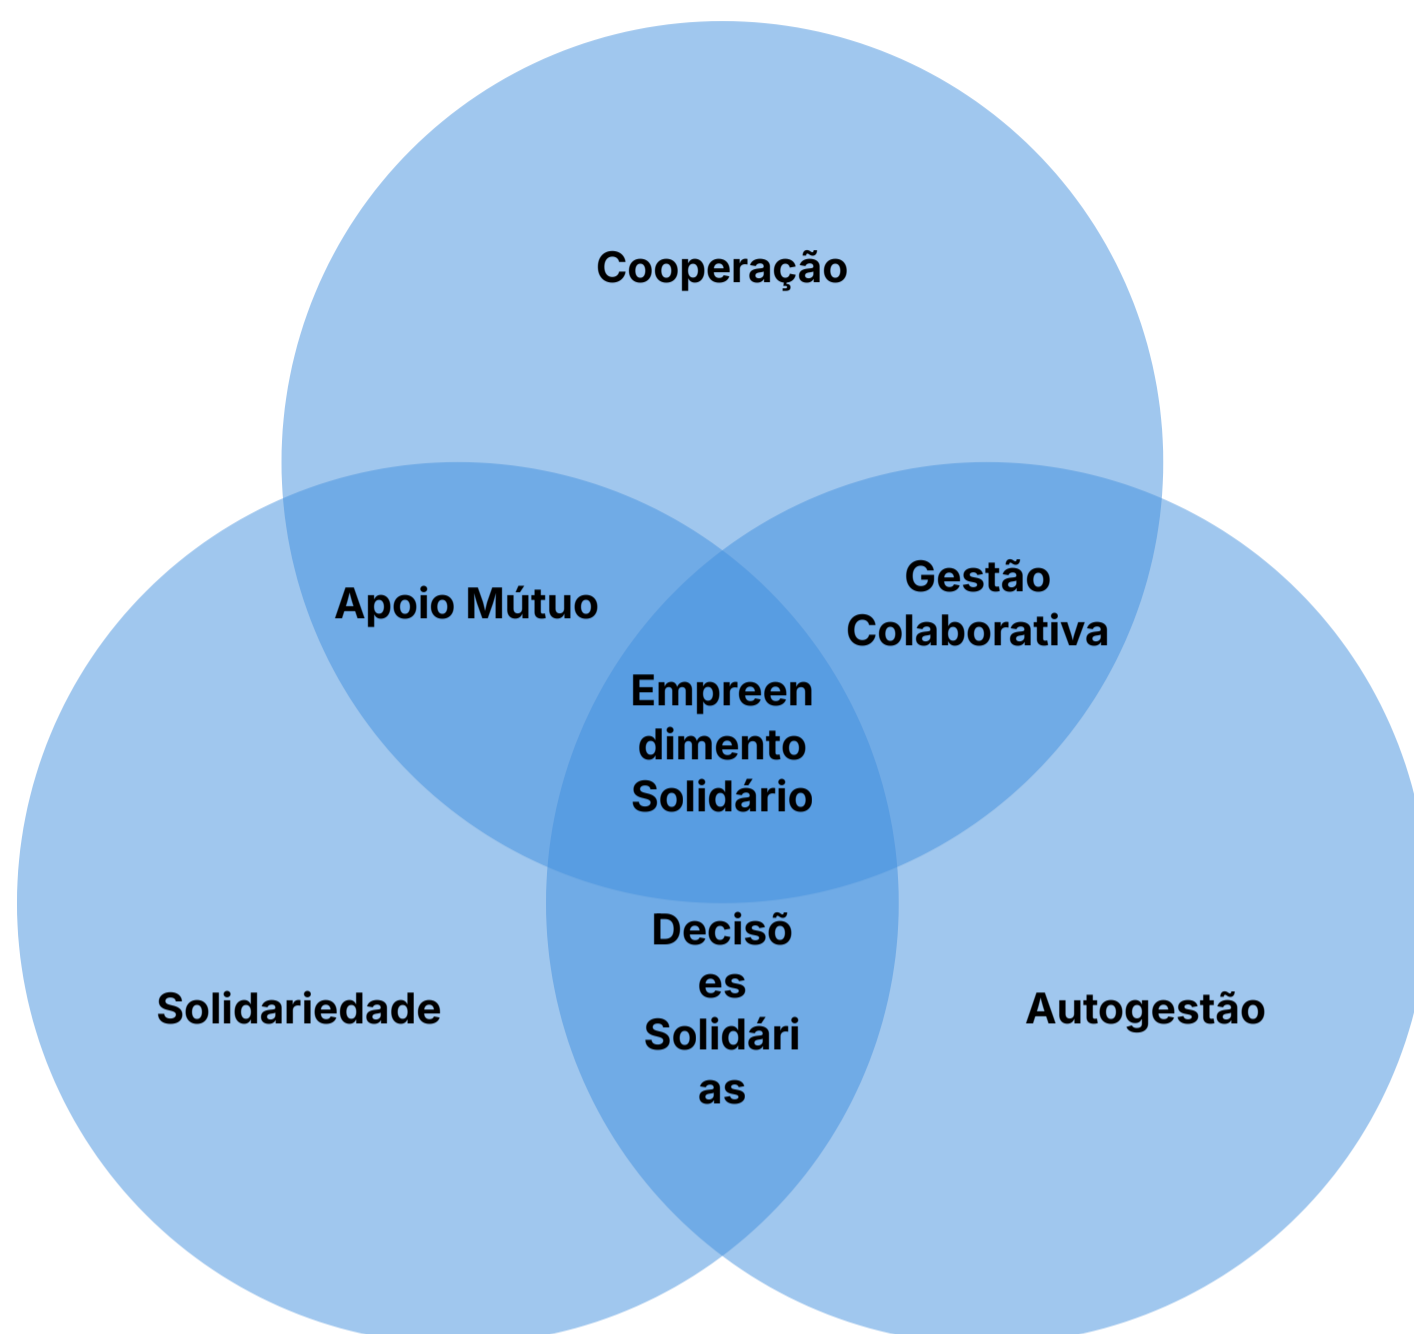 Cooperação
Apoio Mútuo
Gestão
Colaborativa
Empreen
dimento
Solidário
Decisõ
es
Solidári
as
Solidariedade
Autogestão